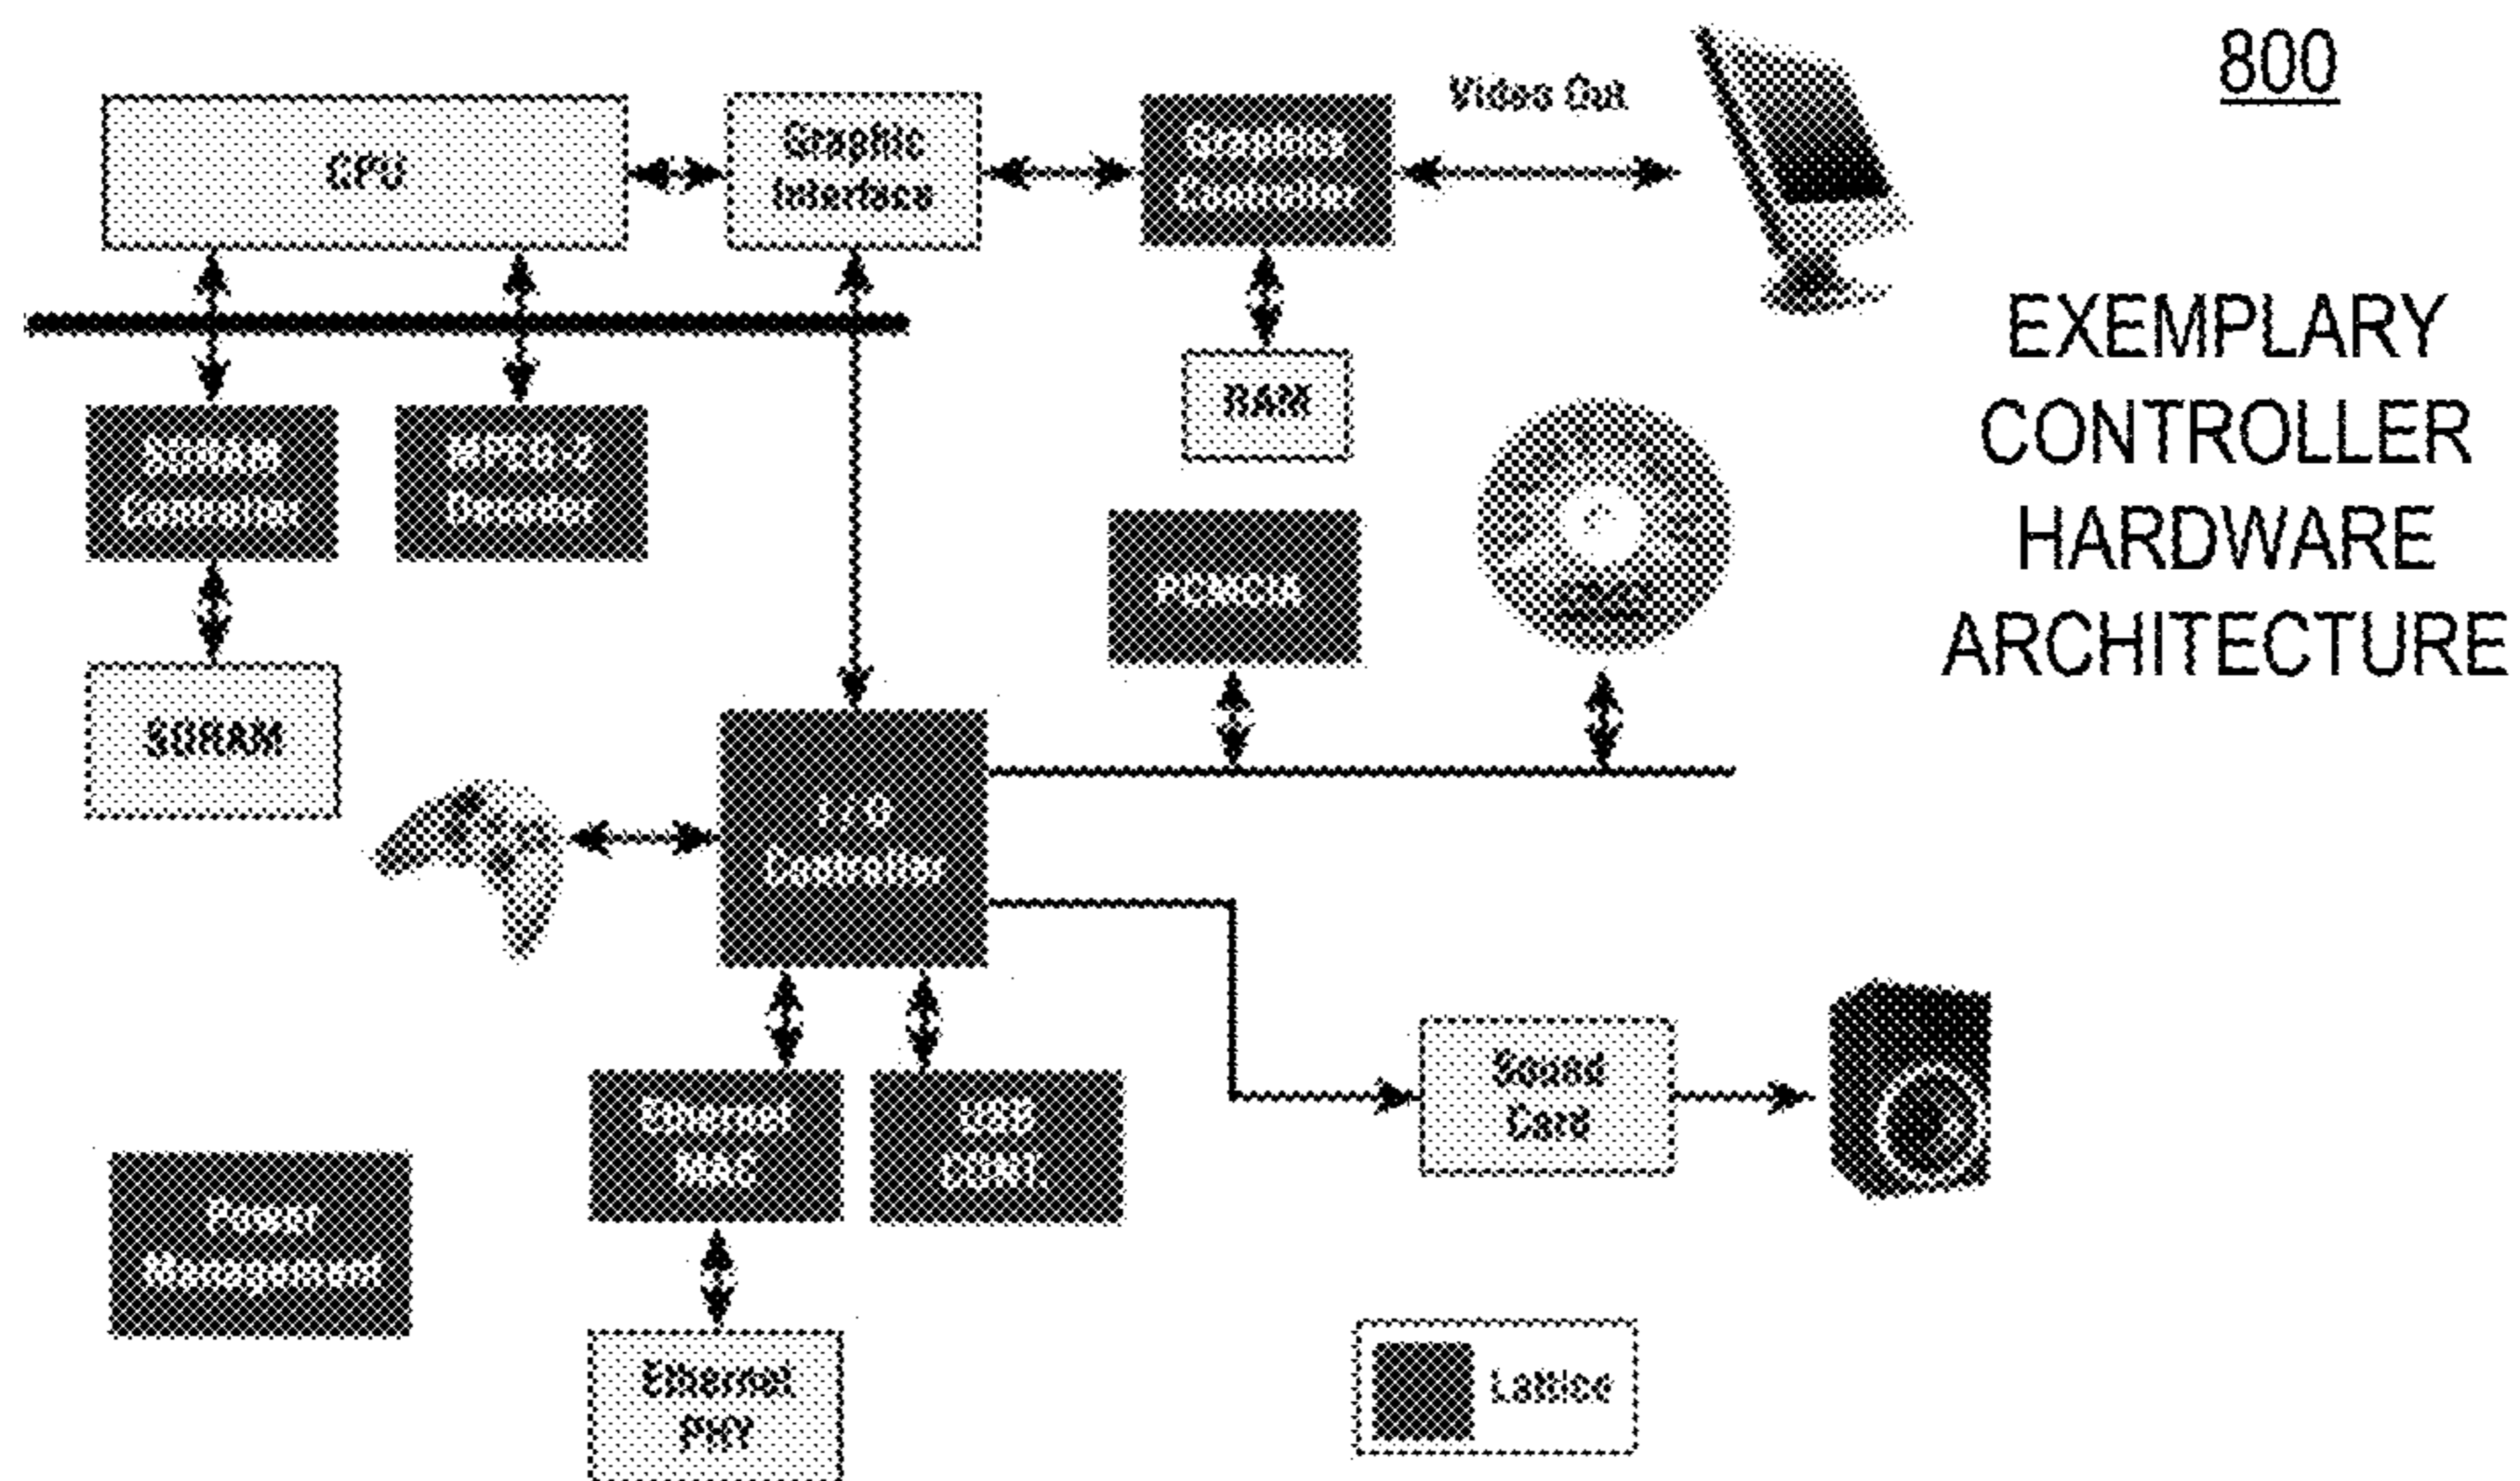 800
CPU
Graphic
Interface
Graphics
Controller
Video Out
EXEMPLARY
CONTROLLER
HARDWARE
ARCHITECTURE
RAM
SDRAM
Controller
MPEG-2
Decoder
PCMCIA
SDRAM
I/O
Controller
Sound
Card
Ethernet
MAC
USB
Power
Management
Ethernet
PHY
Lattice